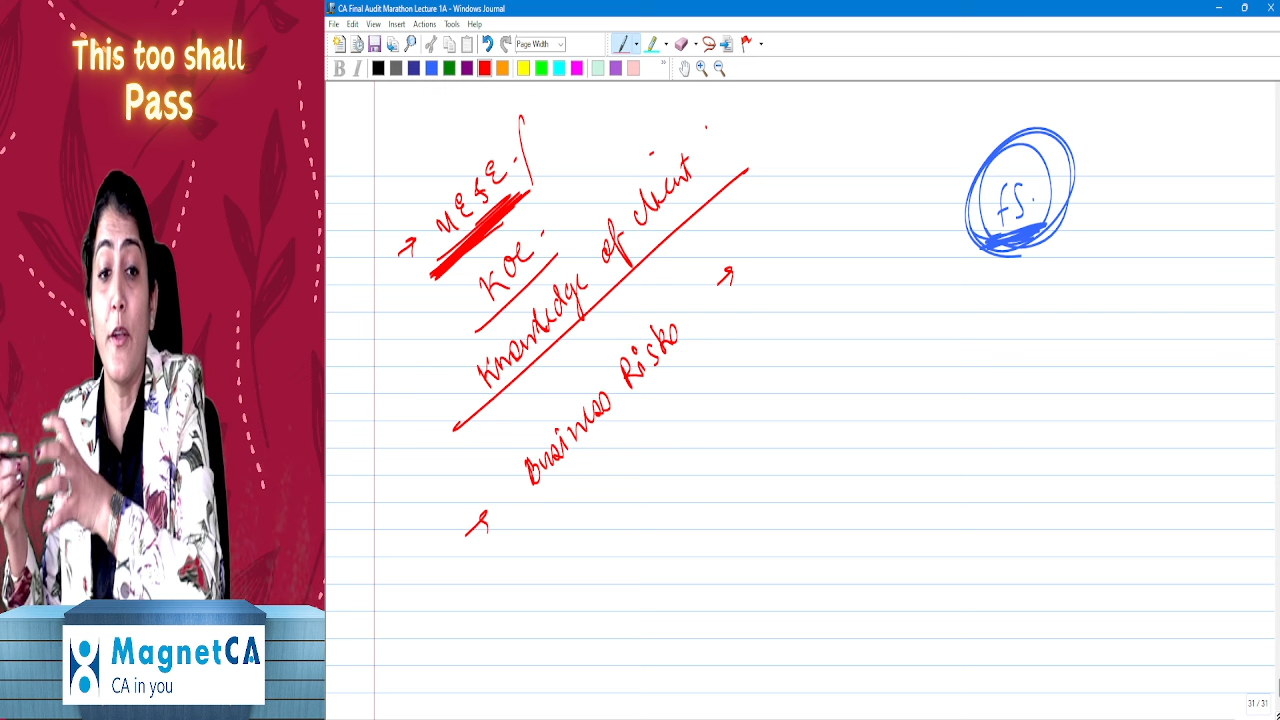 This too shall
Pass
CA Final Audit Marathon Lecture 1A - Windows Journal
File Edit View Insert Actions Tools Help
Page Width
B I
KOE.
Knowledge of client
Business Risks
FS.
MagnetCA
CA in you
31 / 31